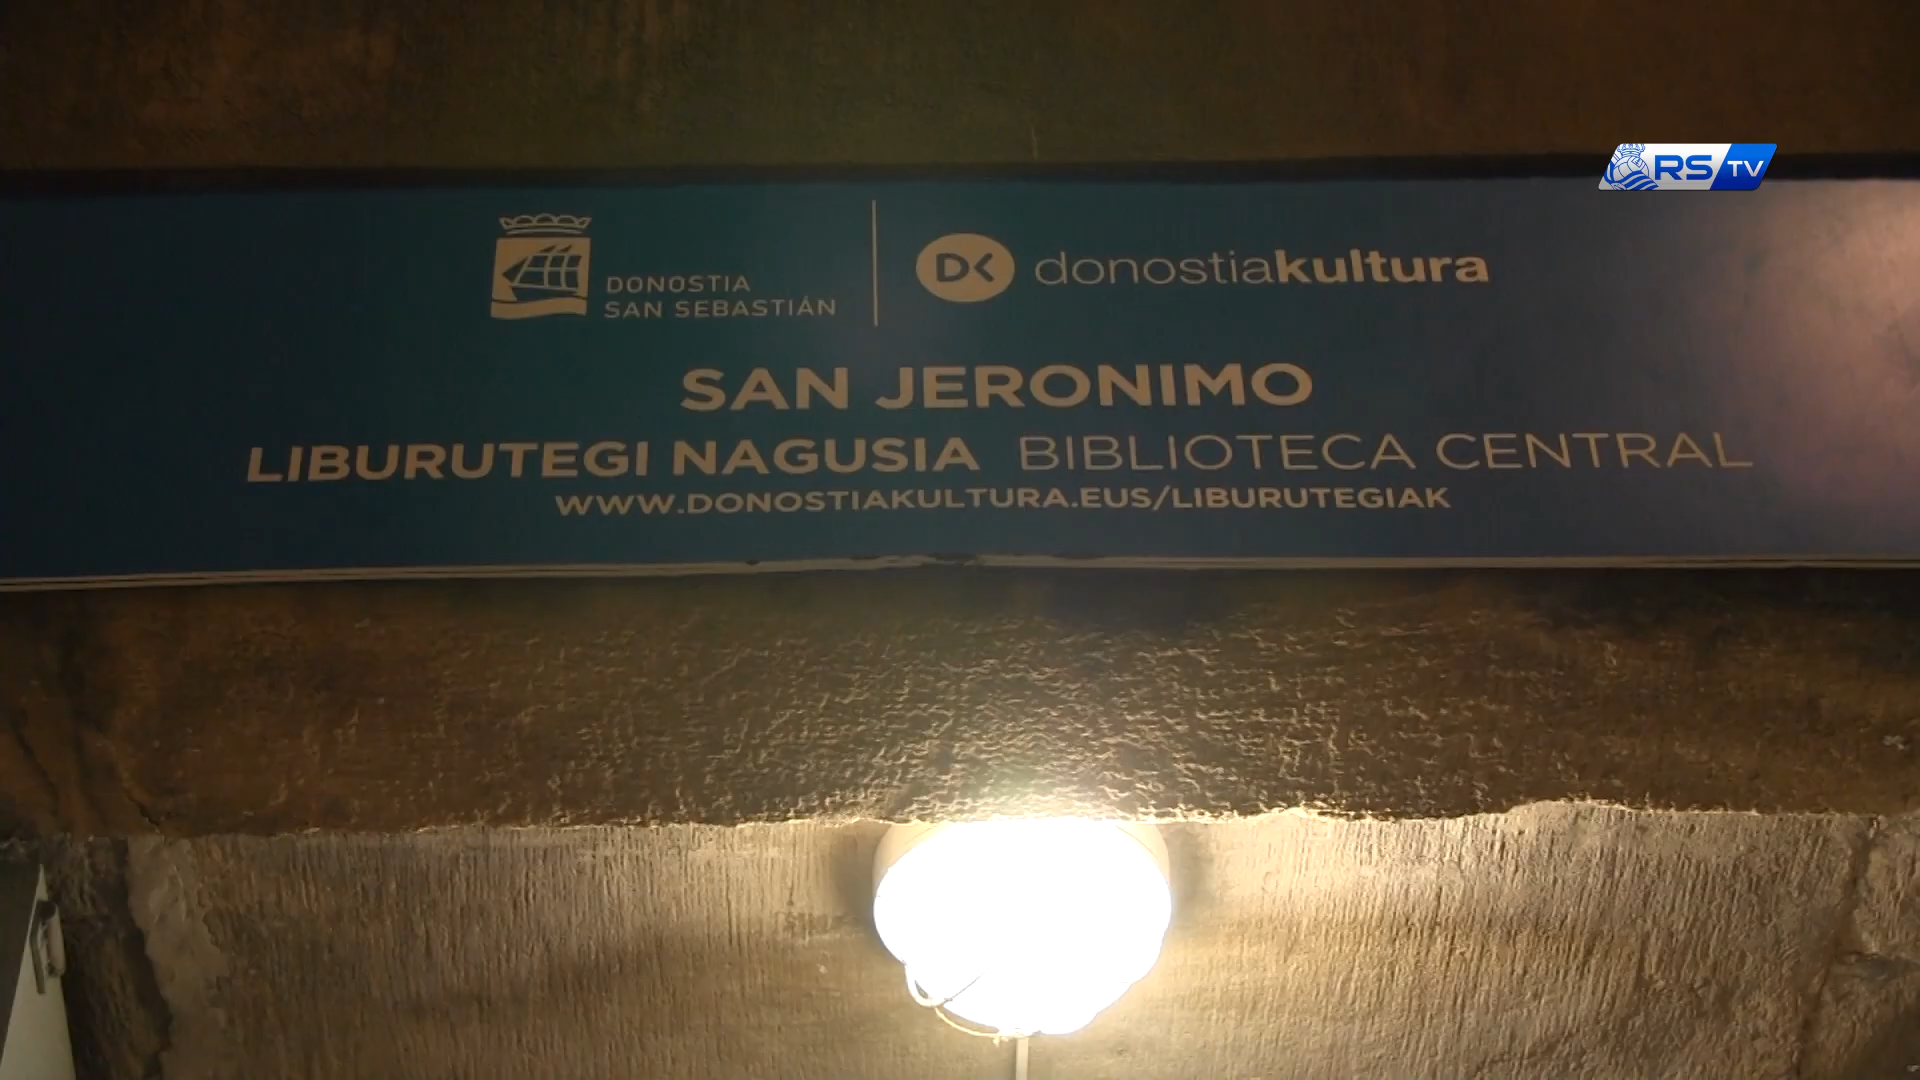 RS TV
DONOSTIA
SAN SEBASTIÁN
DK donostiakultura
SAN JERONIMO
LIBURUTEGI NAGUSIA BIBLIOTECA CENTRAL
WWW.DONOSTIAKULTURA.EUS/LIBURUTEGIAK